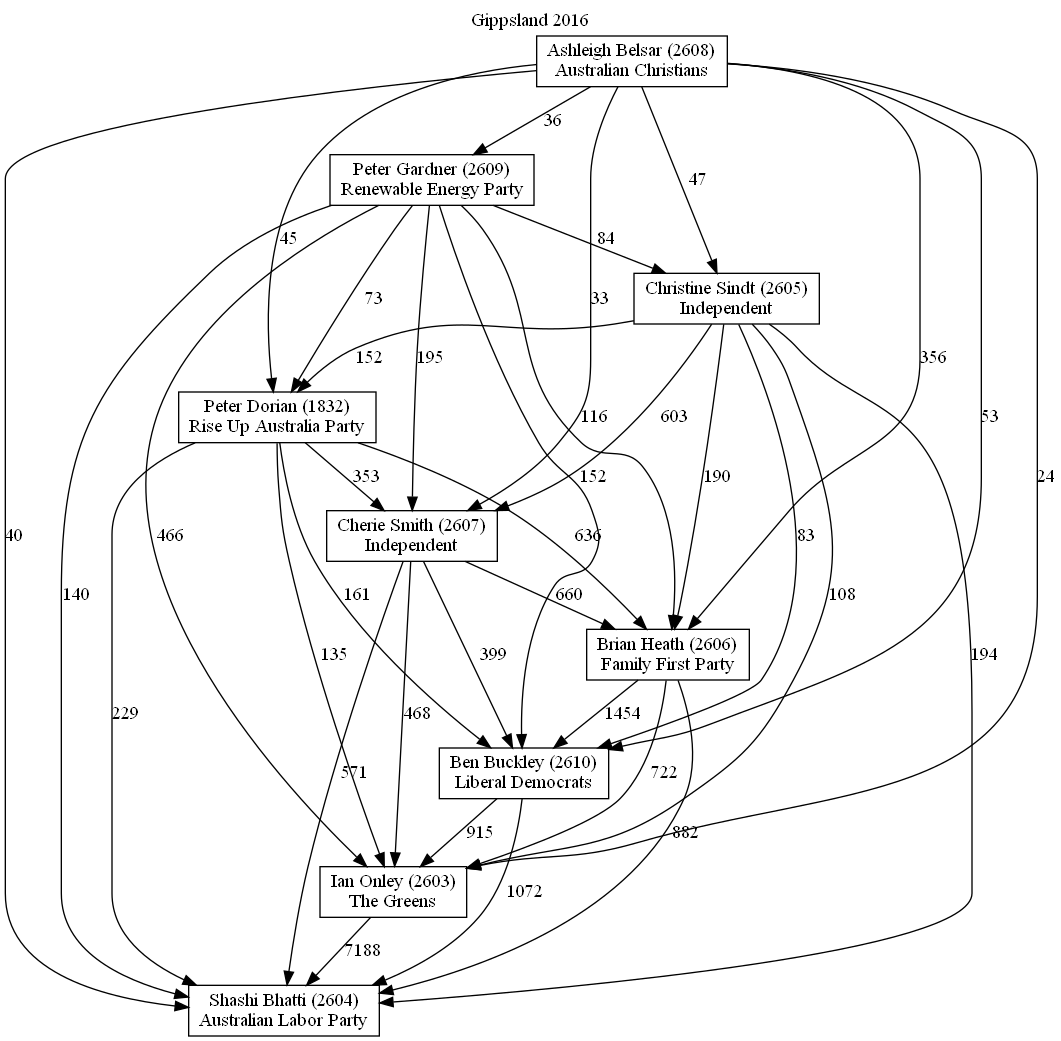 Gippsland 2016
Ashleigh Belsar (2608)
Australian Christians
36
Peter Gardner (2609)
Renewable Energy Party
47
45
84
Christine Sindt (2605)
Independent
73
33
152
195
356
Peter Dorian (1832)
Rise Up Australia Party
116
603
53
353
152
190
24
Cherie Smith (2607)
Independent
40
466
636
83
140
161
660
108
Brian Heath (2606)
Family First Party
135
399
194
229
468
1454
Ben Buckley (2610)
Liberal Democrats
571
722
915
882
Ian Onley (2603)
The Greens
1072
7188
Shashi Bhatti (2604)
Australian Labor Party